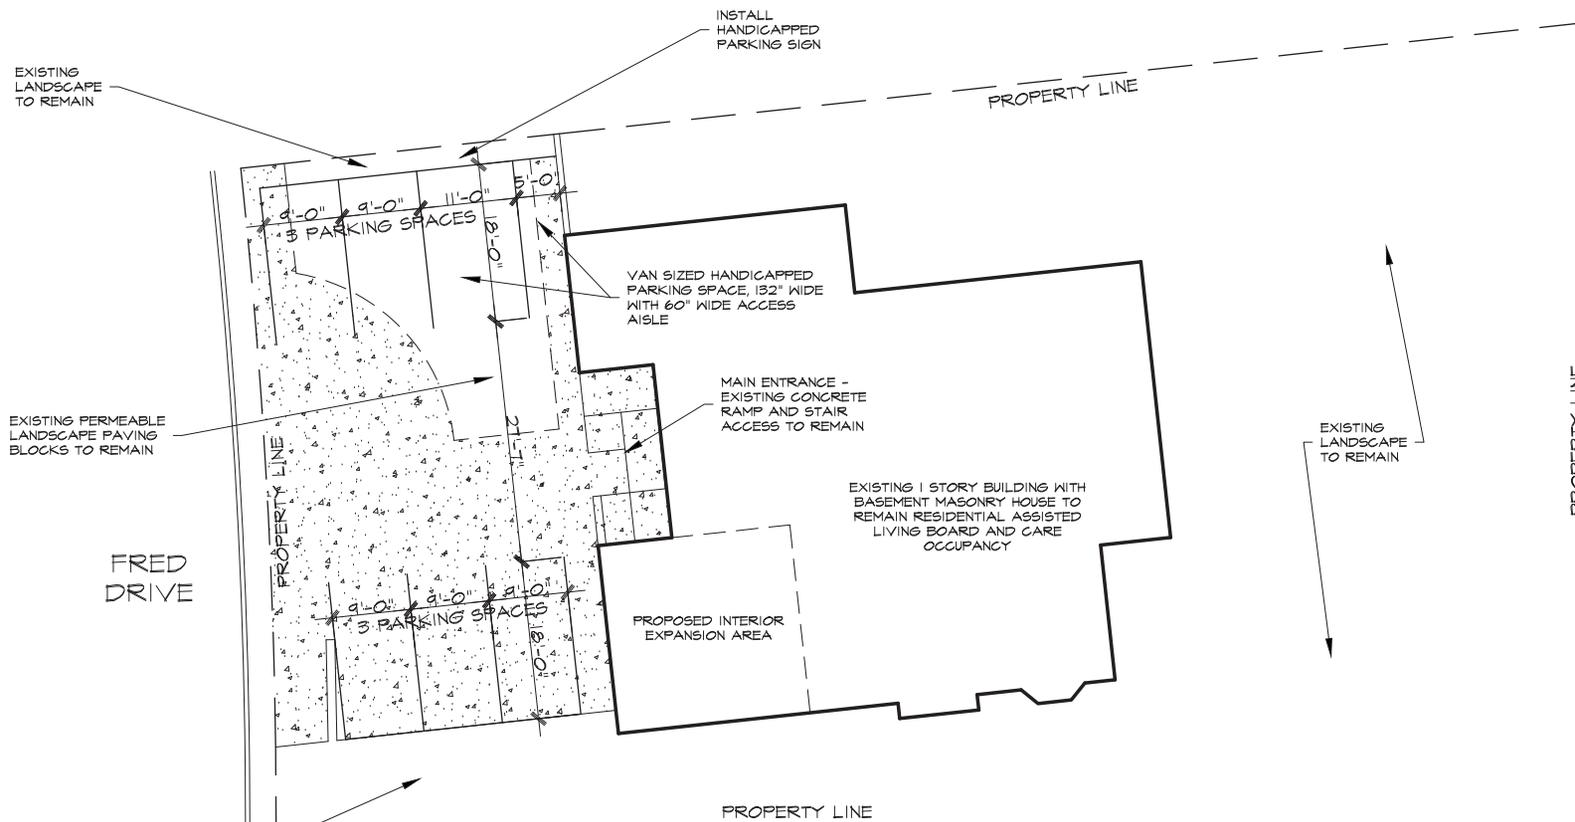 INSTALL
HANDICAPPED
PARKING SIGN
EXISTING
LANDSCAPE
TO REMAIN
PROPERTY LINE
9'-0"
9'-0"
11'-0"
5'-0"
3 PARKING SPACES
18'-0"
VAN SIZED HANDICAPPED
PARKING SPACE, 132" WIDE
WITH 60" WIDE ACCESS
AISLE
MAIN ENTRANCE -
EXISTING CONCRETE
RAMP AND STAIR
ACCESS TO REMAIN
EXISTING PERMEABLE
LANDSCAPE PAVING
BLOCKS TO REMAIN
27'-7"
PROPERTY LINE
EXISTING
LANDSCAPE
TO REMAIN
PROPERTY LINE
EXISTING 1 STORY BUILDING WITH
BASEMENT MASONRY HOUSE TO
REMAIN RESIDENTIAL ASSISTED
LIVING BOARD AND CARE
OCCUPANCY
FRED
DRIVE
9'-0"
9'-0"
9'-0"
3 PARKING SPACES
18'-0"
PROPOSED INTERIOR
EXPANSION AREA
PROPERTY LINE